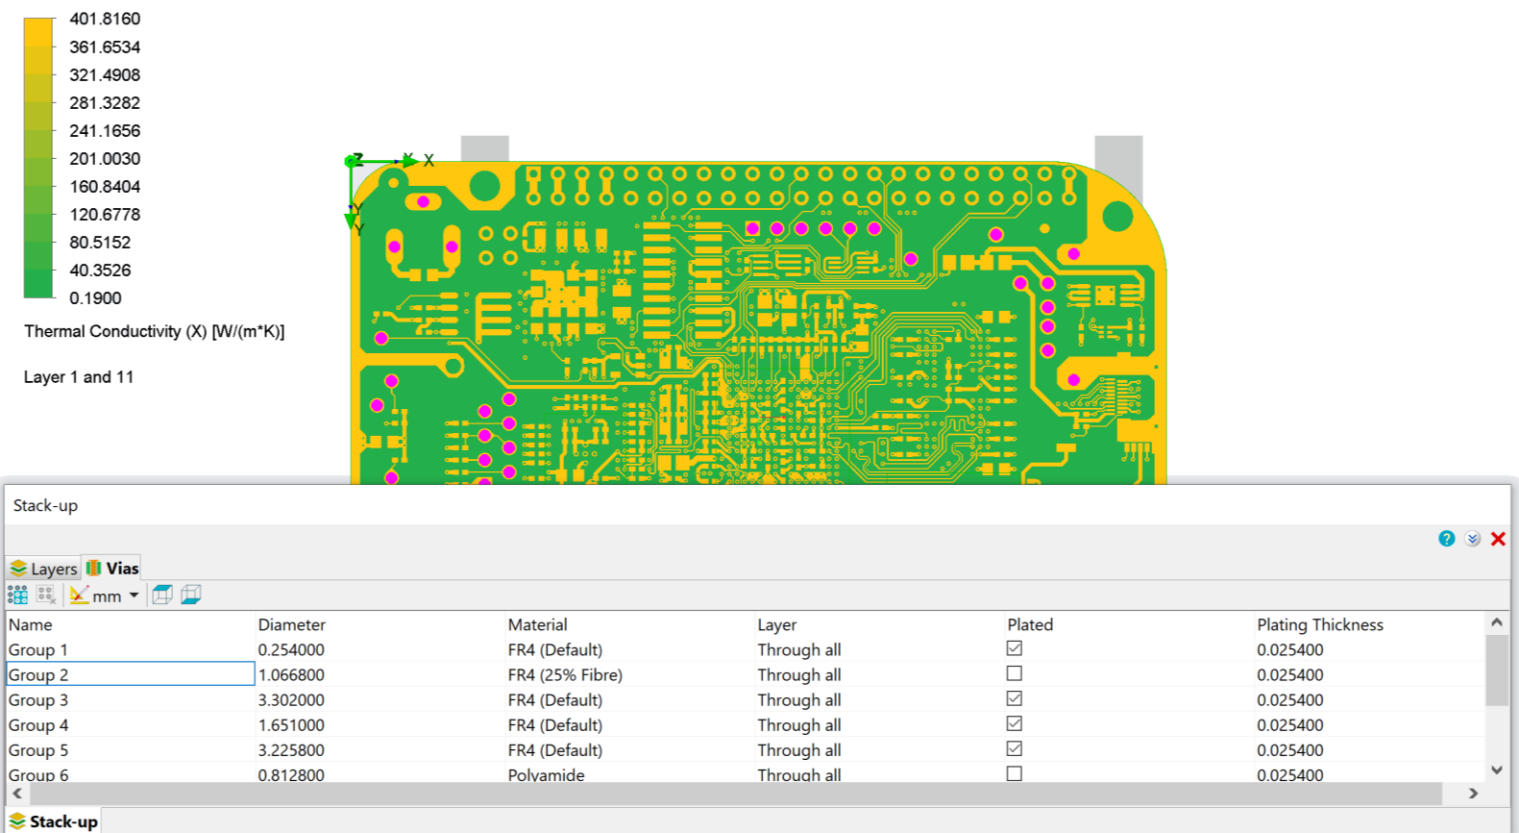 401.8160
361.6534
321.4908
281.3282
241.1656
201.0030
160.8404
120.6778
80.5152
40.3526
0.1900
Thermal Conductivity (X) [W/(m*K)]
Layer 1 and 11
Z X X
Y
Y
Stack-up
Layers Vias
mm
Name Diameter Material Layer Plated Plating Thickness
Group 1 0.254000 FR4 (Default) Through all 0.025400
Group 2 1.066800 FR4 (25% Fibre) Through all 0.025400
Group 3 3.302000 FR4 (Default) Through all 0.025400
Group 4 1.651000 FR4 (Default) Through all 0.025400
Group 5 3.225800 FR4 (Default) Through all 0.025400
Group 6 0.812800 Polyamide Through all 0.025400
Stack-up